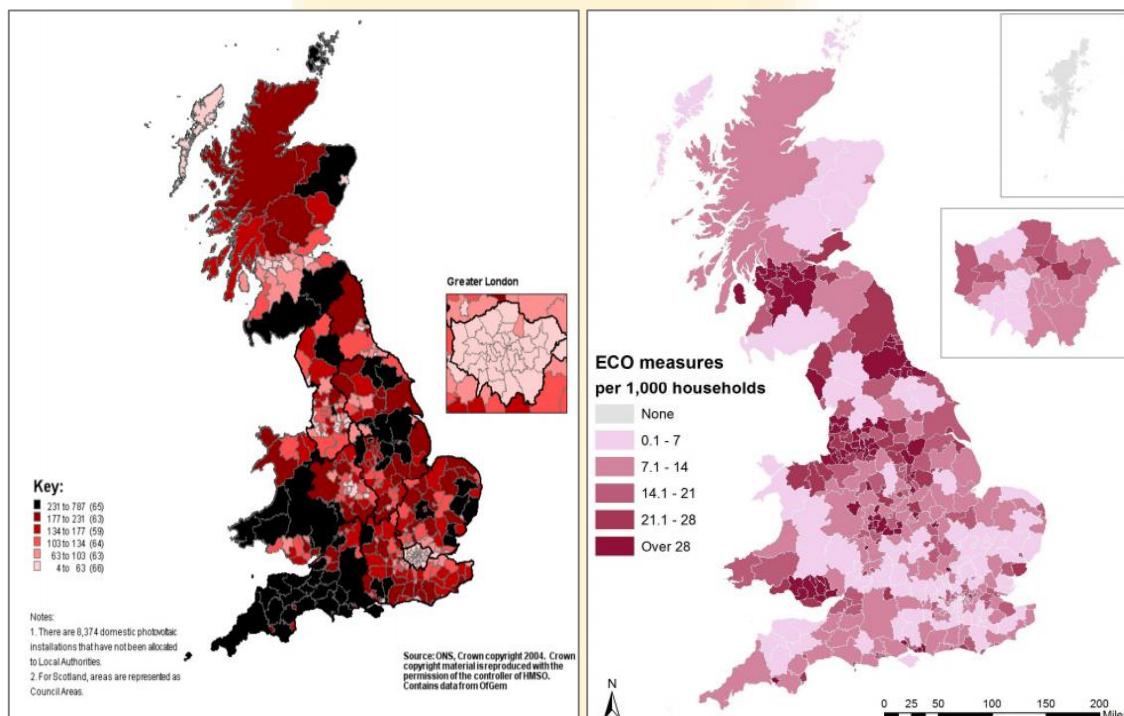 Greater London
Key:
231 to 787 (65)
177 to 231 (63)
134 to 177 (59)
103 to 134 (64)
63 to 103 (63)
4 to 63 (66)
Notes:
1. There are 8,374 domestic photovoltaic
installations that have not been allocated
to Local Authorities.
2. For Scotland, areas are represented as
Council Areas.
Source: ONS, Crown copyright 2004. Crown
copyright material is reproduced with the
permission of the controller of HMSO.
Contains data from OfGem
ECO measures
per 1,000 households
None
0.1 - 7
7.1 - 14
14.1 - 21
21.1 - 28
Over 28
N
0 25 50 100 150 200
Miles